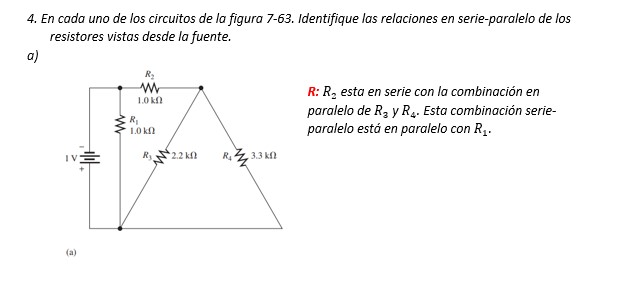 4. En cada uno de los circuitos de la figura 7-63. Identifique las relaciones en serie-paralelo de los
resistores vistas desde la fuente.
a)
R₂
1.0 kΩ
R₁
1.0 kΩ
1 V
−
+
R₃
2.2 kΩ
R₄
3.3 kΩ
(a)
R: R₂ esta en serie con la combinación en
paralelo de R₃ y R₄. Esta combinación serie-
paralelo está en paralelo con R₁.